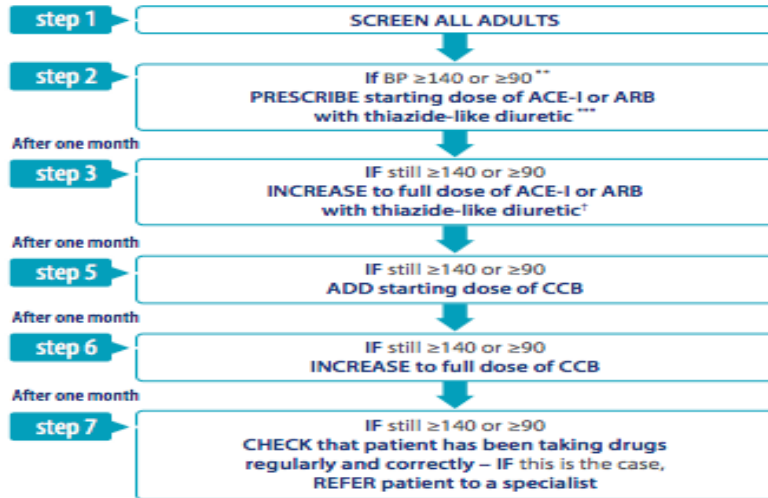 step 1
SCREEN ALL ADULTS
step 2
If BP ≥140 or ≥90**
PRESCRIBE starting dose of ACE-I or ARB
with thiazide-like diuretic***
After one month
step 3
IF still ≥140 or ≥90
INCREASE to full dose of ACE-I or ARB
with thiazide-like diuretic†
After one month
step 5
IF still ≥140 or ≥90
ADD starting dose of CCB
After one month
step 6
IF still ≥140 or ≥90
INCREASE to full dose of CCB
After one month
step 7
IF still ≥140 or ≥90
CHECK that patient has been taking drugs
regularly and correctly – IF this is the case,
REFER patient to a specialist